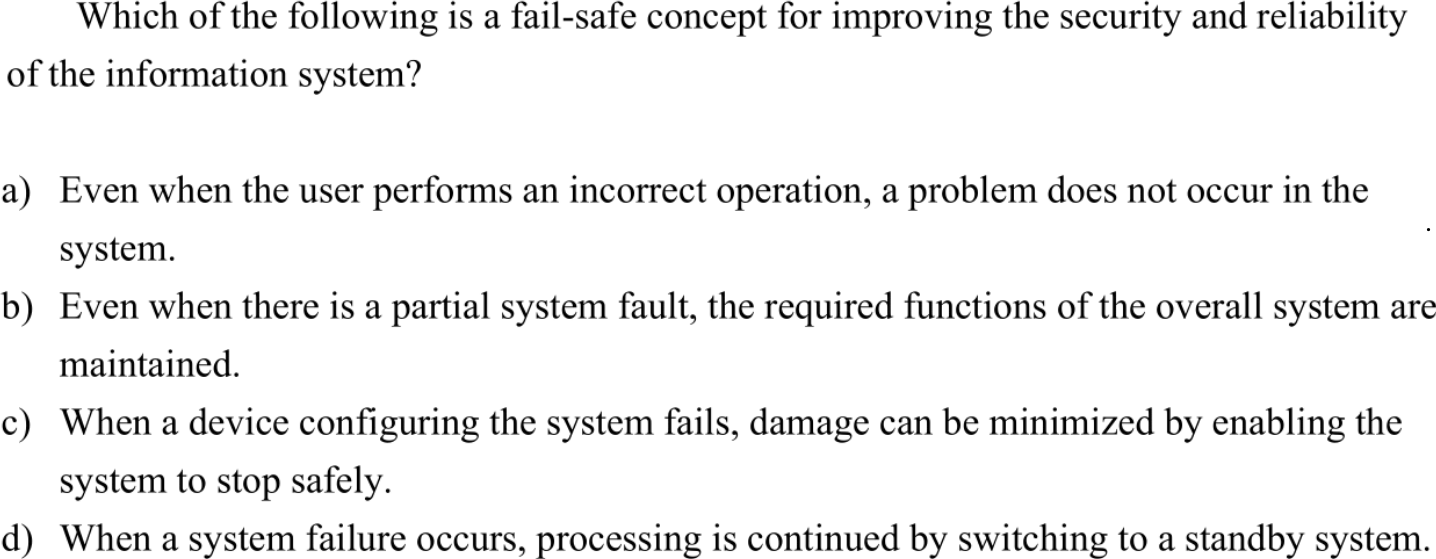 Which of the following is a fail-safe concept for improving the security and reliability
of the information system?
a) Even when the user performs an incorrect operation, a problem does not occur in the
system.
b) Even when there is a partial system fault, the required functions of the overall system are
maintained.
c) When a device configuring the system fails, damage can be minimized by enabling the
system to stop safely.
d) When a system failure occurs, processing is continued by switching to a standby system.